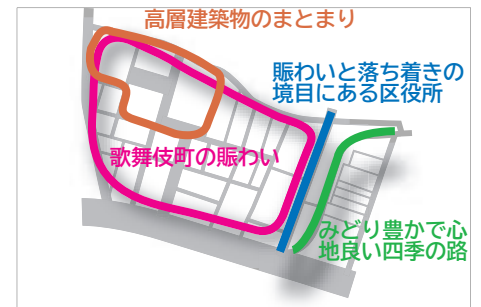 高層建築物のまとまり
賑わいと落ち着きの
境目にある区役所
歌舞伎町の賑わい
みどり豊かで心
地良い四季の路